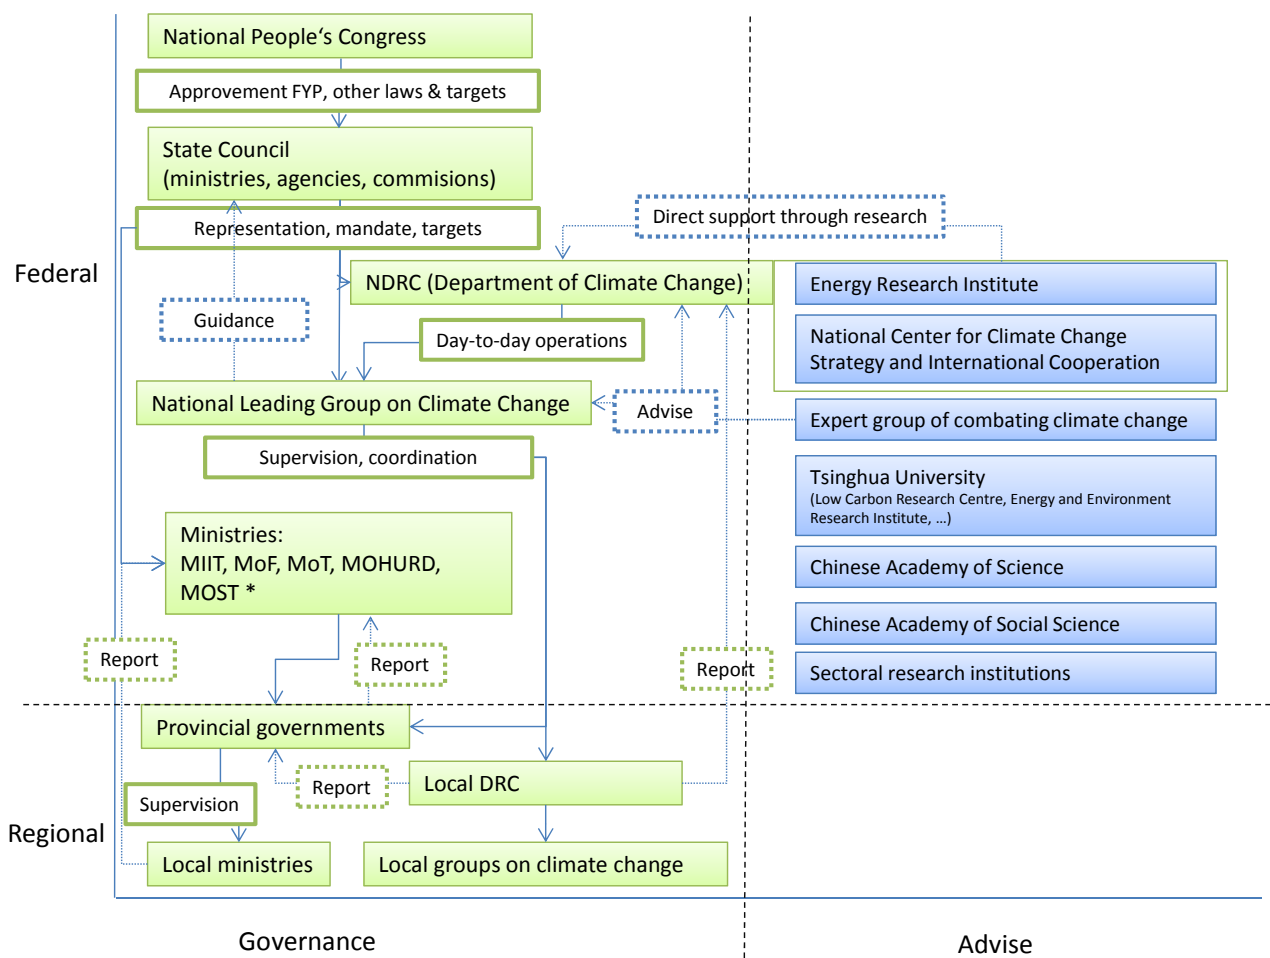 National People‘s Congress
Approvement FYP, other laws & targets
State Council
(ministries, agencies, commisions)
Representation, mandate, targets
Direct support through research
Federal
NDRC (Department of Climate Change)
Energy Research Institute
Guidance
Day-to-day operations
National Center for Climate Change
Strategy and International Cooperation
National Leading Group on Climate Change
Advise
Expert group of combating climate change
Supervision, coordination
Tsinghua University
(Low Carbon Research Centre, Energy and Environment
Research Institute, …)
Ministries:
MIIT, MoF, MoT, MOHURD,
MOST *
Chinese Academy of Science
Chinese Academy of Social Science
Report
Report
Report
Sectoral research institutions
Provincial governments
Report
Local DRC
Supervision
Regional
Local ministries
Local groups on climate change
Governance
Advise